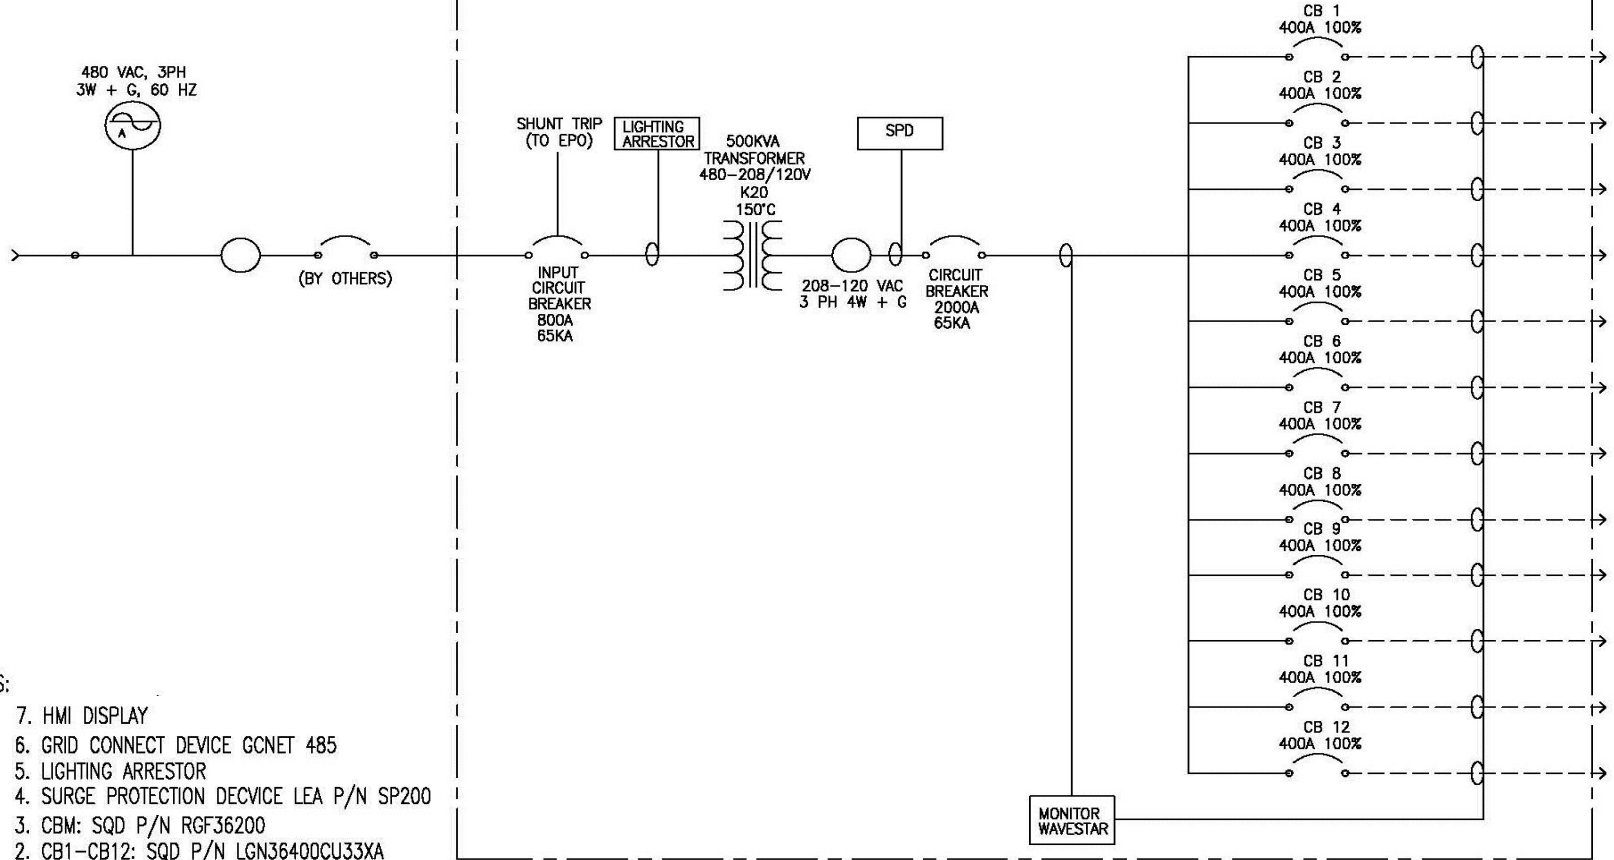 480 VAC, 3PH
3W + G, 60 HZ
A
(BY OTHERS)
SHUNT TRIP
(TO EPO)
INPUT
CIRCUIT
BREAKER
800A
65KA
LIGHTING
ARRESTOR
500KVA
TRANSFORMER
480-208/120V
K20
150°C
208-120 VAC
3 PH 4W + G
SPD
CIRCUIT
BREAKER
2000A
65KA
MONITOR
WAVESTAR
CB 1
400A 100%
CB 2
400A 100%
CB 3
400A 100%
CB 4
400A 100%
CB 5
400A 100%
CB 6
400A 100%
CB 7
400A 100%
CB 8
400A 100%
CB 9
400A 100%
CB 10
400A 100%
CB 11
400A 100%
CB 12
400A 100%
S:
7. HMI DISPLAY
6. GRID CONNECT DEVICE GCNET 485
5. LIGHTING ARRESTOR
4. SURGE PROTECTION DECVICE LEA P/N SP200
3. CBM: SQD P/N RGF36200
2. CB1-CB12: SQD P/N LGN36400CU33XA